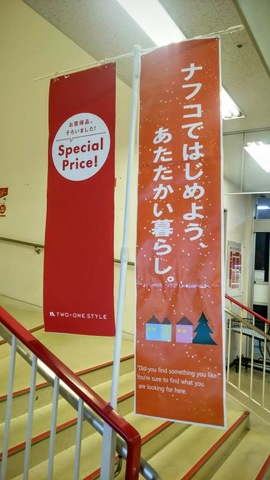 お買得品、
そろいました!
Special
Price!
TWO-ONE STYLE
ナフコではじめよう、
あたたかい暮らし。
"Did you find something you like?"
You're sure to find what you
are looking for here.